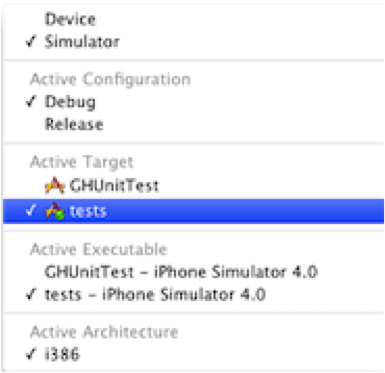 Device
✓ Simulator
Active Configuration
✓ Debug
Release
Active Target
GHUnitTest
✓ tests
Active Executable
GHUnitTest – iPhone Simulator 4.0
✓ tests – iPhone Simulator 4.0
Active Architecture
✓ i386